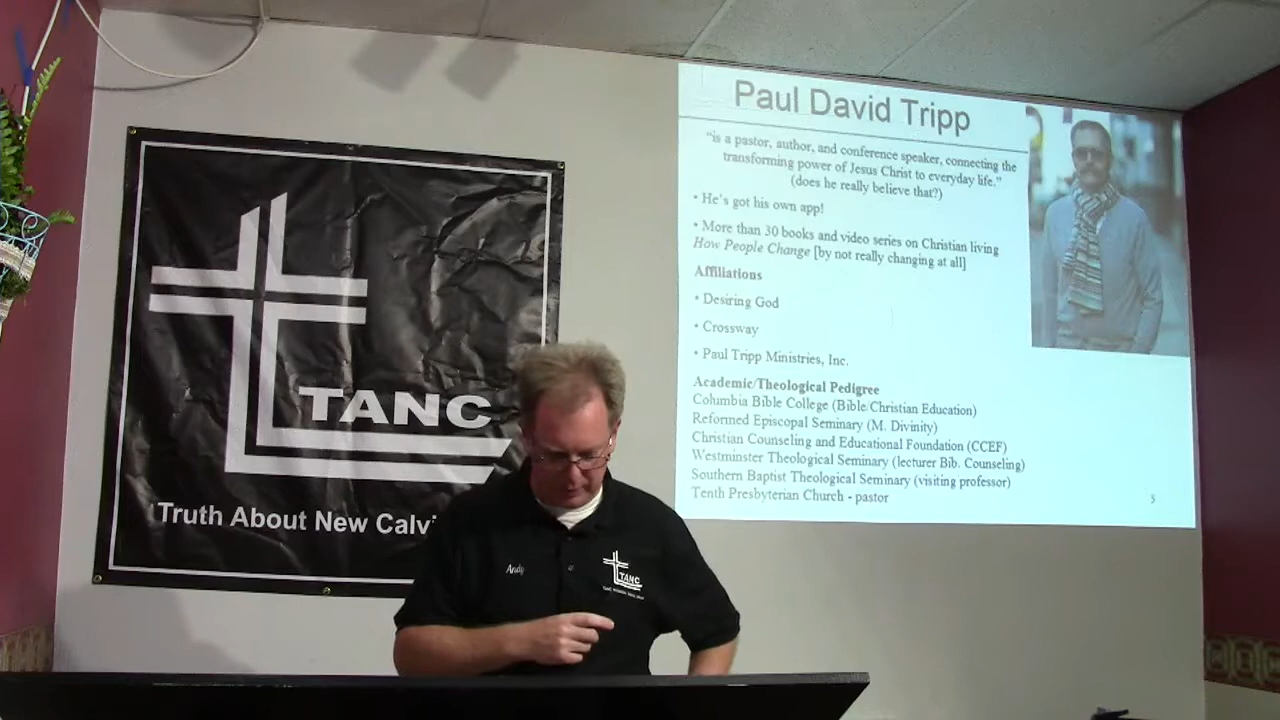 TANC
Truth About New Calvi
Andy
TANC
Paul David Tripp
"is a pastor, author, and conference speaker, connecting the
transforming power of Jesus Christ to everyday life."
(does he really believe that?)
• He's got his own app!
• More than 30 books and video series on Christian living
How People Change [by not really changing at all]
Affiliations
• Desiring God
• Crossway
• Paul Tripp Ministries, Inc.
Academic/Theological Pedigree
Columbia Bible College (Bible/Christian Education)
Reformed Episcopal Seminary (M. Divinity)
Christian Counseling and Educational Foundation (CCEF)
Westminster Theological Seminary (lecturer Bib. Counseling)
Southern Baptist Theological Seminary (visiting professor)
Tenth Presbyterian Church - pastor
5